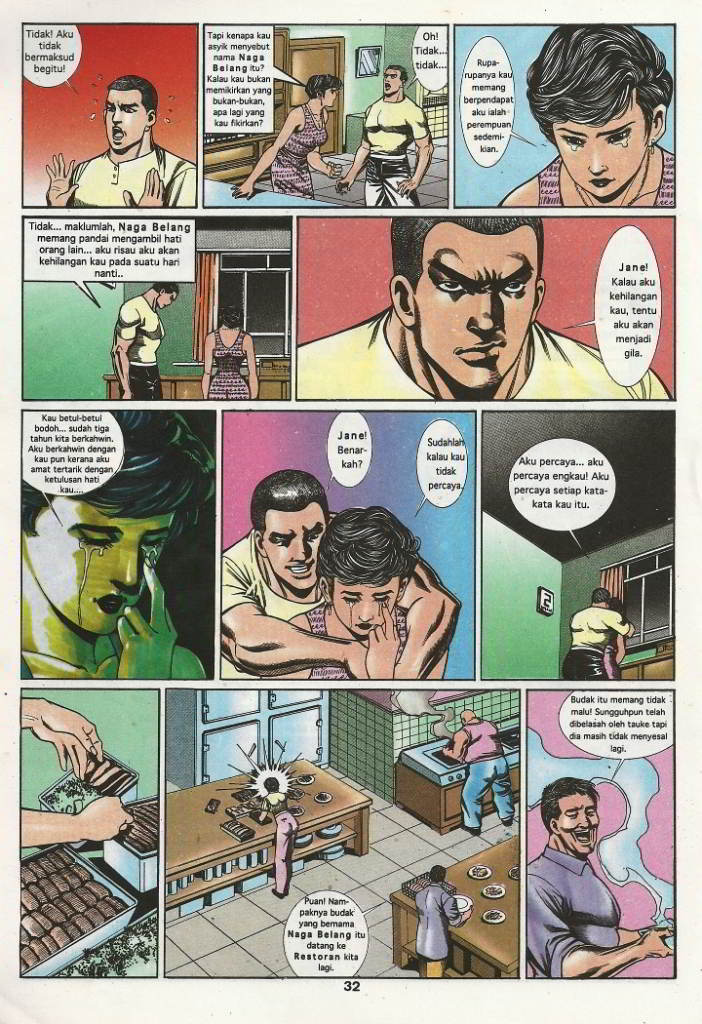 Tidak! Aku
tidak
bermaksud
begitu!
Tapi kenapa kau
asyik menyebut
nama Naga
Belang itu?
Kalau kau bukan
memikirkan yang
bukan-bukan,
apa lagi yang
kau fikirkan?
Oh!
Tidak...
tidak...
Rupa-
rupanya kau
memang
berpendapat
aku ialah
perempuan
sedemi-
kian.
Tidak... maklumlah, Naga Belang
memang pandai mengambil hati
orang lain... aku risau aku akan
kehilangan kau pada suatu hari
nanti..
Jane!
Kalau aku
kehilangan
kau, tentu
aku akan
menjadi
gila.
Kau betul-betul
bodoh... sudah tiga
tahun kita berkahwin.
Aku berkahwin dengan
kau pun kerana aku
amat tertarik dengan
ketulusan hati
kau....
Jane!
Benar-
kah?
Sudahlah
kalau kau
tidak
percaya.
Aku percaya... aku
percaya engkau! Aku
percaya setiap kata-
kata kau itu.
Puan! Nam-
paknya budak
yang bernama
Naga Belang itu
datang ke
Restoran kita
lagi.
Budak itu memang tidak
malu! Sungguhpun telah
dibelasah oleh tauke tapi
dia masih tidak menyesal
lagi.
32